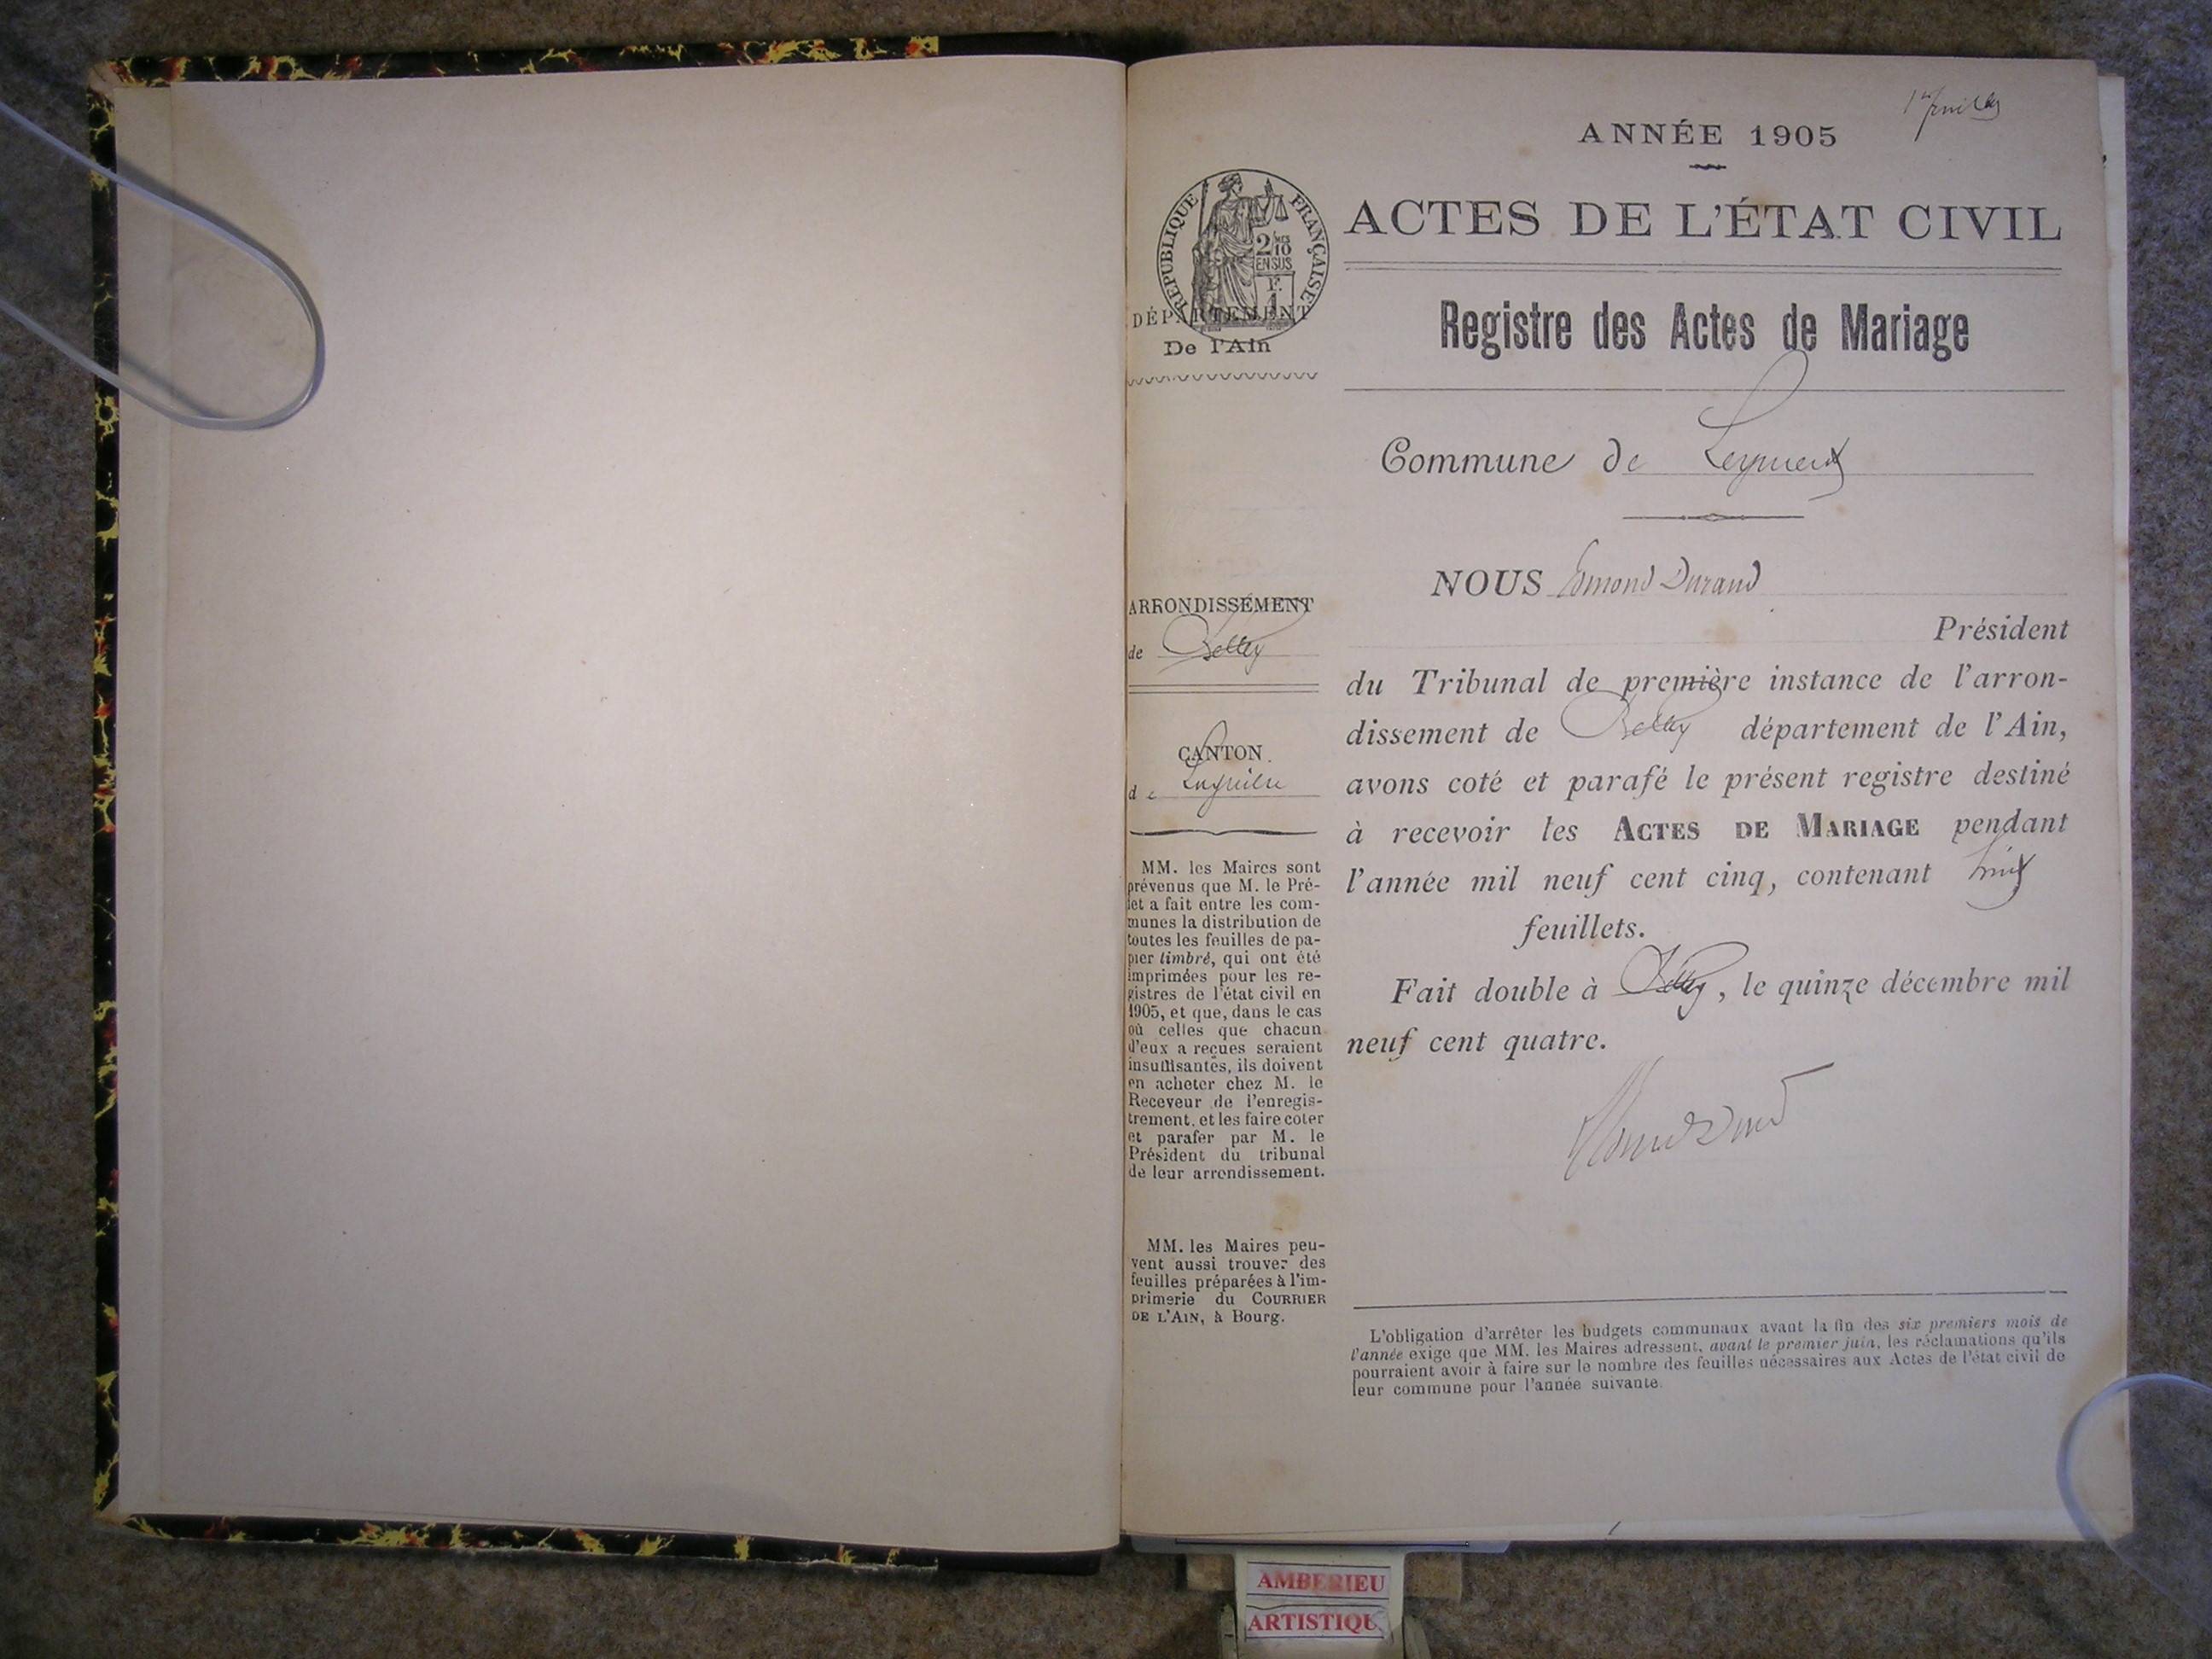 1er feuillet
ANNÉE 1905
ACTES DE L'ÉTAT CIVIL
Registre des Actes de Mariage
Commune de Leyment
RÉPUBLIQUE FRANÇAISE
2/10 MES
EN SUS
1 F.
DÉPARTEMENT
De l'Ain
ARRONDISSEMENT
de Belley
CANTON
de Lagnieu
MM. les Maires sont
prévenus que M. le Pré-
fet a fait entre les com-
munes la distribution de
toutes les feuilles de pa-
pier timbré, qui ont été
imprimées pour les re-
gistres de l'état civil en
1905, et que, dans le cas
où celles que chacun
d'eux a reçues seraient
insuffisantes, ils doivent
en acheter chez M. le
Receveur de l'enregis-
trement, et les faire coter
et parafer par M. le
Président du tribunal
de leur arrondissement.
MM. les Maires peu-
vent aussi trouver des
feuilles préparées à l'im-
primerie du COURRIER
DE L'AIN, à Bourg.
NOUS Edmond Durand
Président
du Tribunal de première instance de l'arron-
dissement de Belley département de l'Ain,
avons coté et parafé le présent registre destiné
à recevoir les ACTES DE MARIAGE pendant
l'année mil neuf cent cinq, contenant huit
feuillets.
Fait double à Belley, le quinze décembre mil
neuf cent quatre.
Edmond Durand
L'obligation d'arrêter les budgets communaux avant la fin des six premiers mois de
l'année exige que MM. les Maires adressent, avant le premier juin, les réclamations qu'ils
pourraient avoir à faire sur le nombre des feuilles nécessaires aux Actes de l'état civil de
leur commune pour l'année suivante.
AMBERIEU
ARTISTIQU